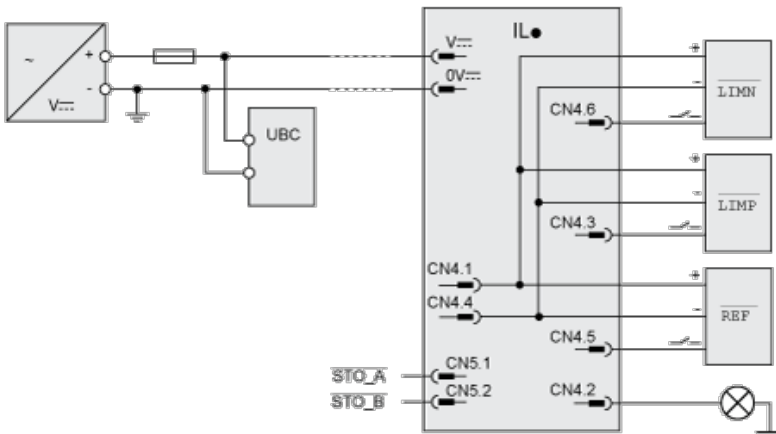 ~
+
-
V⎓
UBC
IL●
V⎓
0V⎓
CN4.6
CN4.3
CN4.1
CN4.4
CN4.5
CN5.1
CN5.2
CN4.2
STO_A
STO_B
+
-
LIMN
+
-
LIMP
+
-
REF